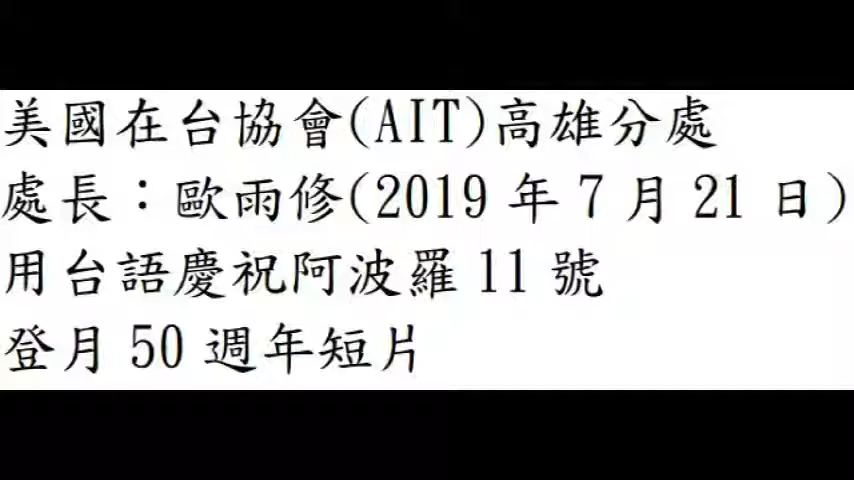 美國在台協會(AIT)高雄分處
處長：歐雨修(2019 年 7 月 21 日)
用台語慶祝阿波羅 11 號
登月 50 週年短片